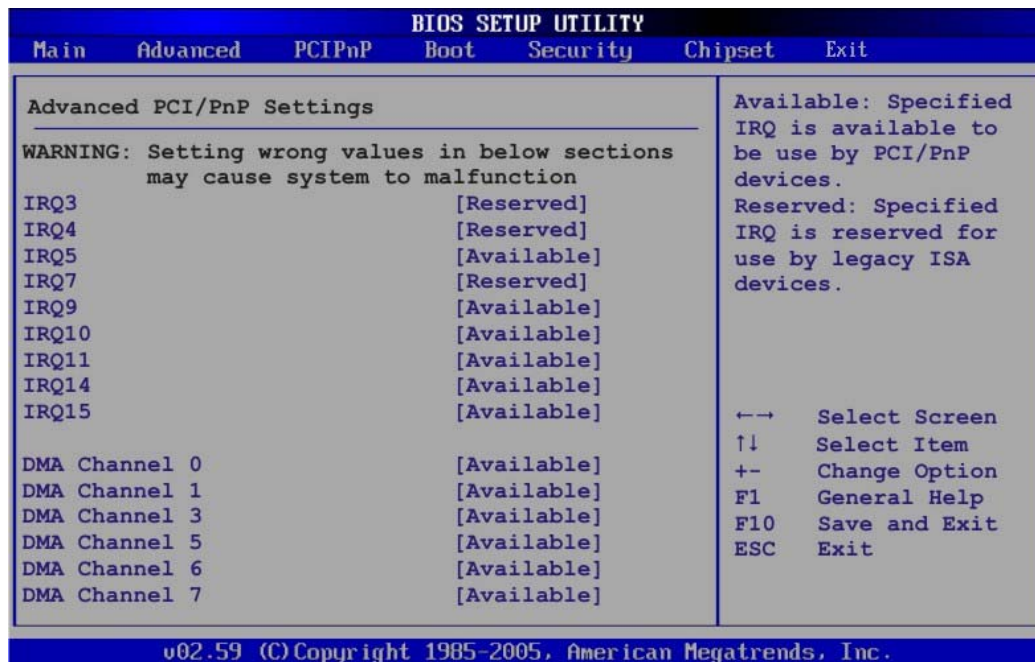 BIOS SETUP UTILITY
Main Advanced PCIPnP Boot Security Chipset Exit
Advanced PCI/PnP Settings
WARNING: Setting wrong values in below sections
may cause system to malfunction
IRQ3 [Reserved]
IRQ4 [Reserved]
IRQ5 [Available]
IRQ7 [Reserved]
IRQ9 [Available]
IRQ10 [Available]
IRQ11 [Available]
IRQ14 [Available]
IRQ15 [Available]
DMA Channel 0 [Available]
DMA Channel 1 [Available]
DMA Channel 3 [Available]
DMA Channel 5 [Available]
DMA Channel 6 [Available]
DMA Channel 7 [Available]
Available: Specified
IRQ is available to
be use by PCI/PnP
devices.
Reserved: Specified
IRQ is reserved for
use by legacy ISA
devices.
←→ Select Screen
↑↓ Select Item
+- Change Option
F1 General Help
F10 Save and Exit
ESC Exit
v02.59 (C)Copyright 1985-2005, American Megatrends, Inc.